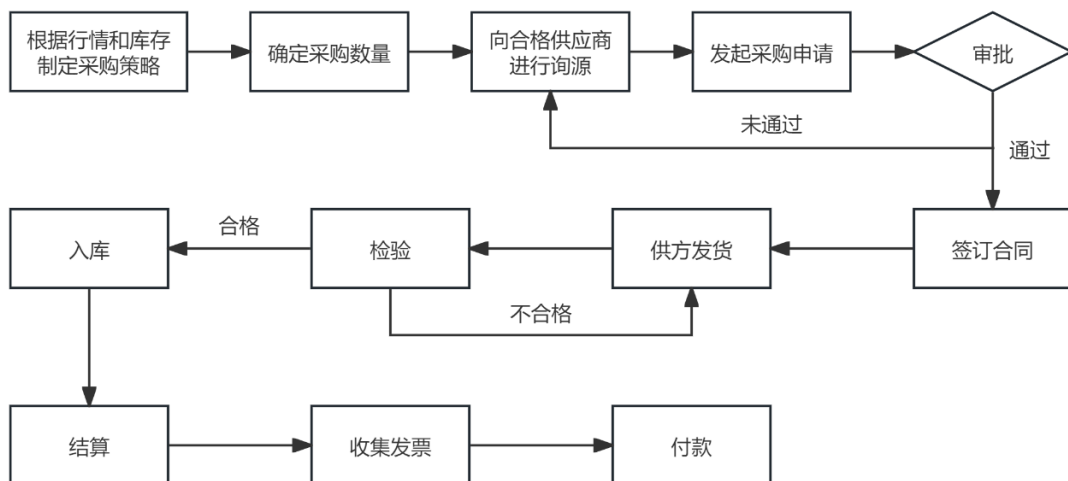 根据行情和库存
制定采购策略
确定采购数量
向合格供应商
进行询源
发起采购申请
审批
未通过
通过
入库
合格
检验
供方发货
签订合同
不合格
结算
收集发票
付款